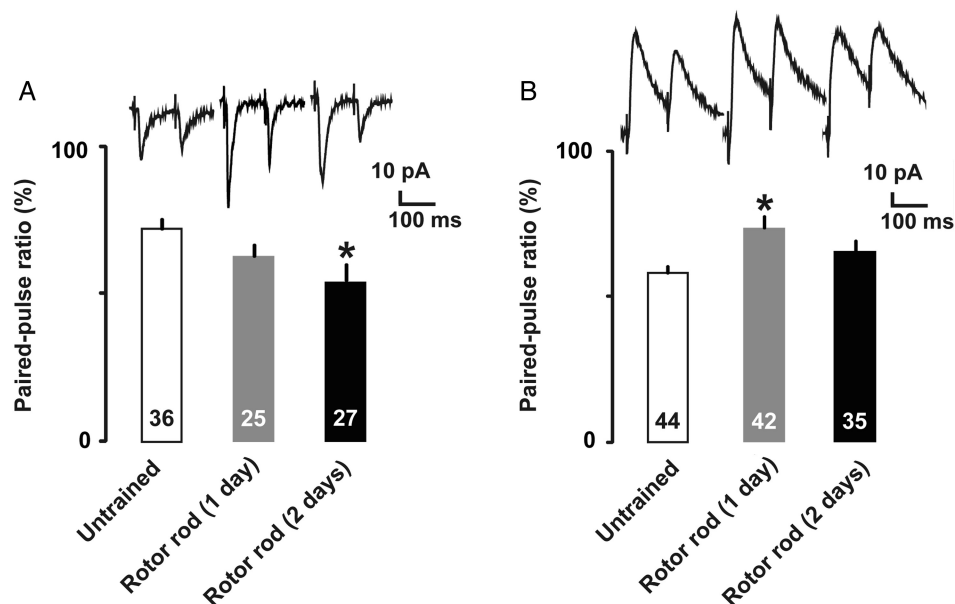 A
Paired-pulse ratio (%)
100
0
10 pA
100 ms
*
36
25
27
Untrained
Rotor rod (1 day)
Rotor rod (2 days)
B
Paired-pulse ratio (%)
100
0
10 pA
100 ms
*
44
42
35
Untrained
Rotor rod (1 day)
Rotor rod (2 days)